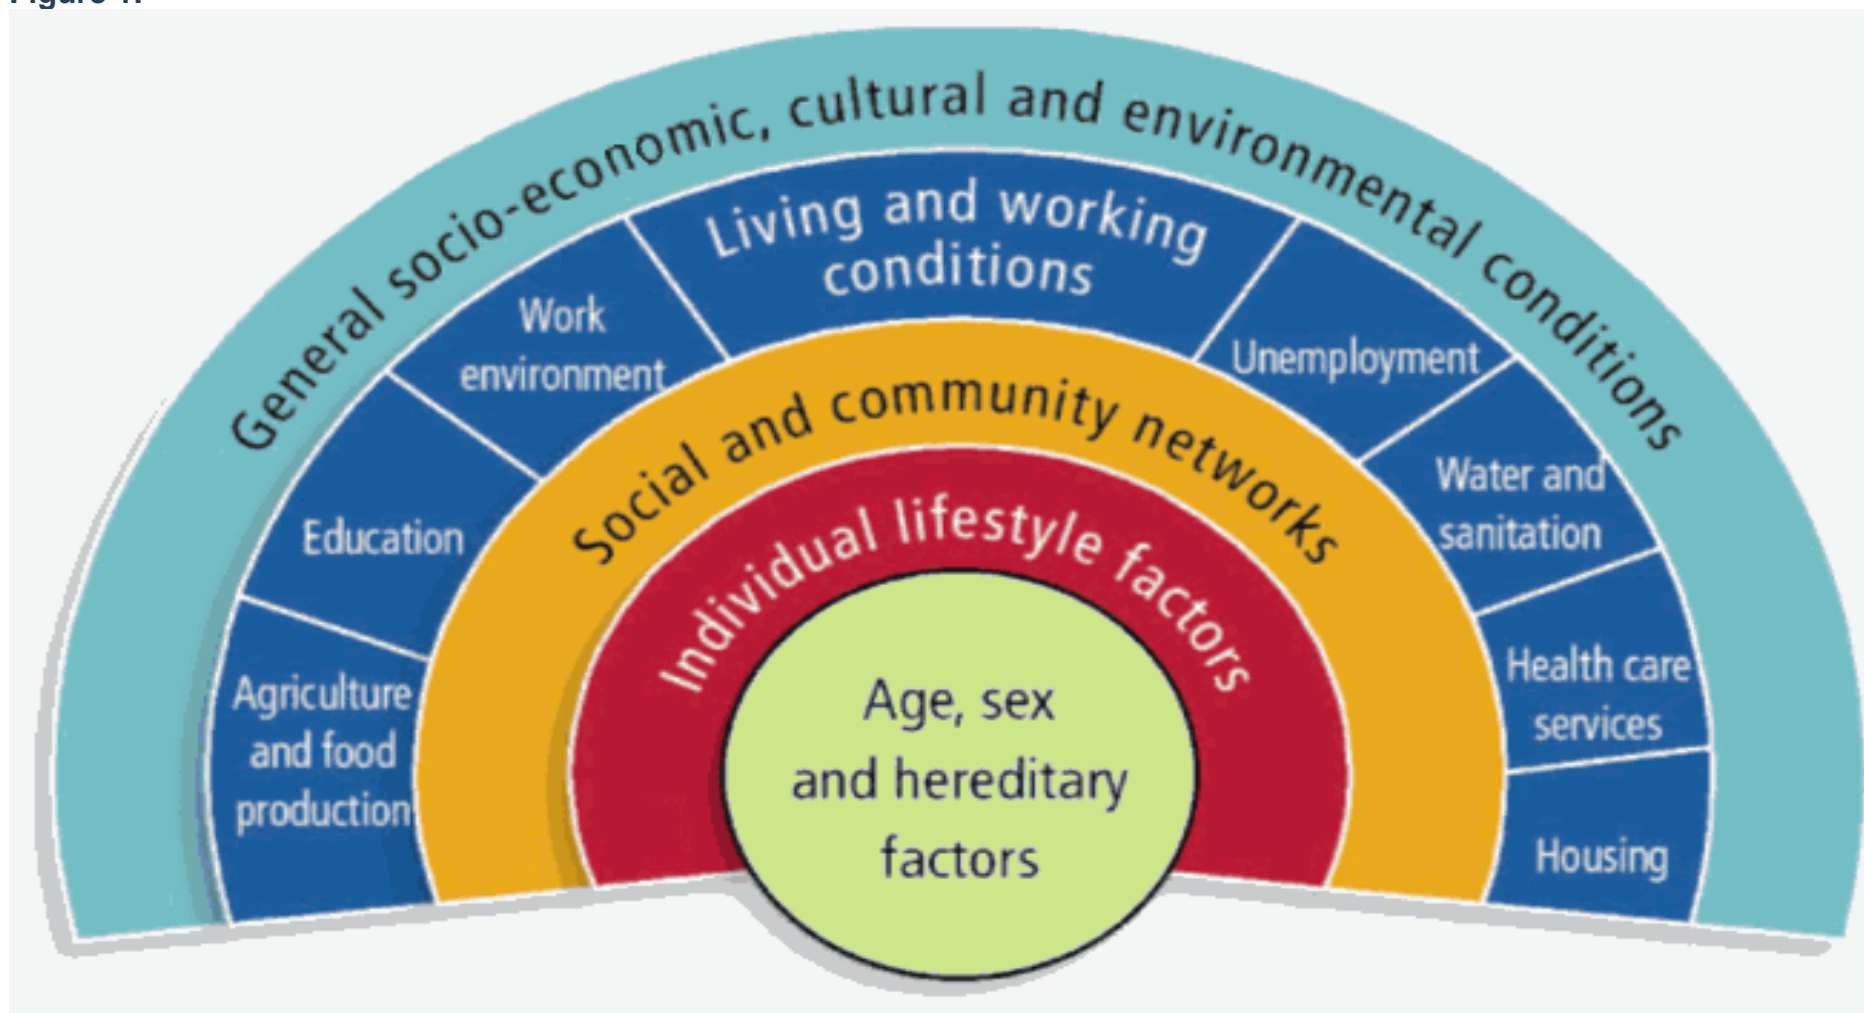 General socio-economic, cultural and environmental conditions
Living and working
conditions
Work
environment
Unemployment
Education
Water and
sanitation
Agriculture
and food
production
Health care
services
Housing
Social and community networks
Individual lifestyle factors
Age, sex
and hereditary
factors